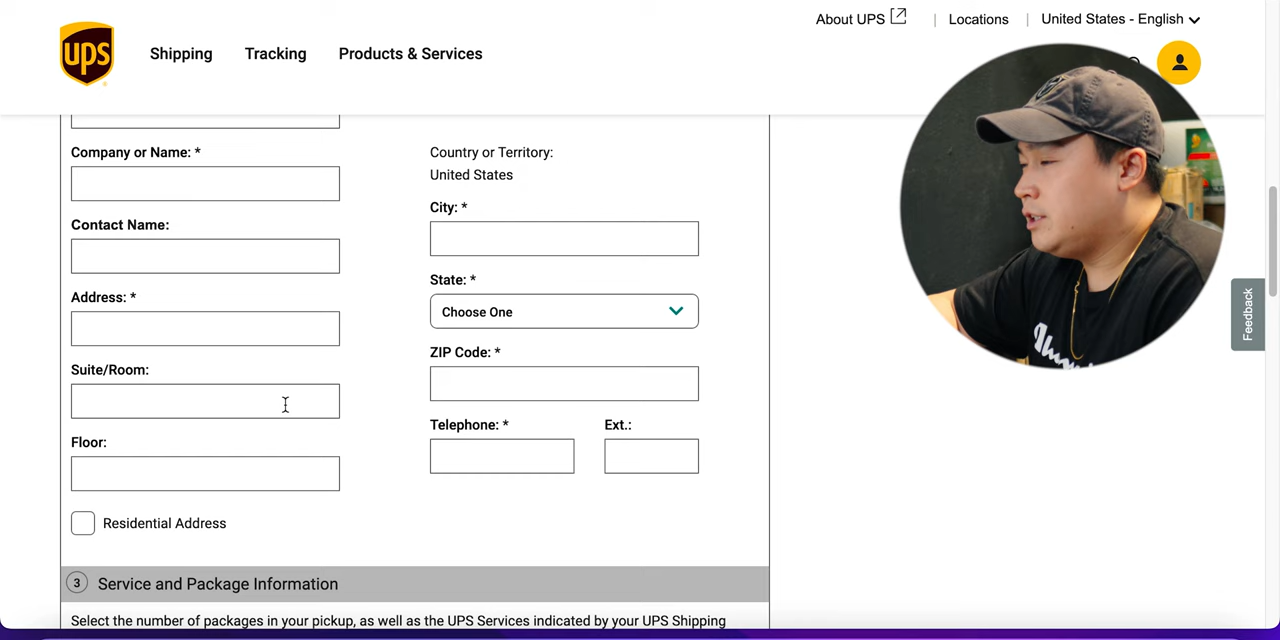 About UPS | Locations | United States - English
ups
Shipping Tracking Products & Services
Company or Name: *
Contact Name:
Address: *
Suite/Room:
Floor:
Residential Address
Country or Territory:
United States
City: *
State: *
Choose One
ZIP Code: *
Telephone: * Ext.:
Feedback
3 Service and Package Information
Select the number of packages in your pickup, as well as the UPS Services indicated by your UPS Shipping